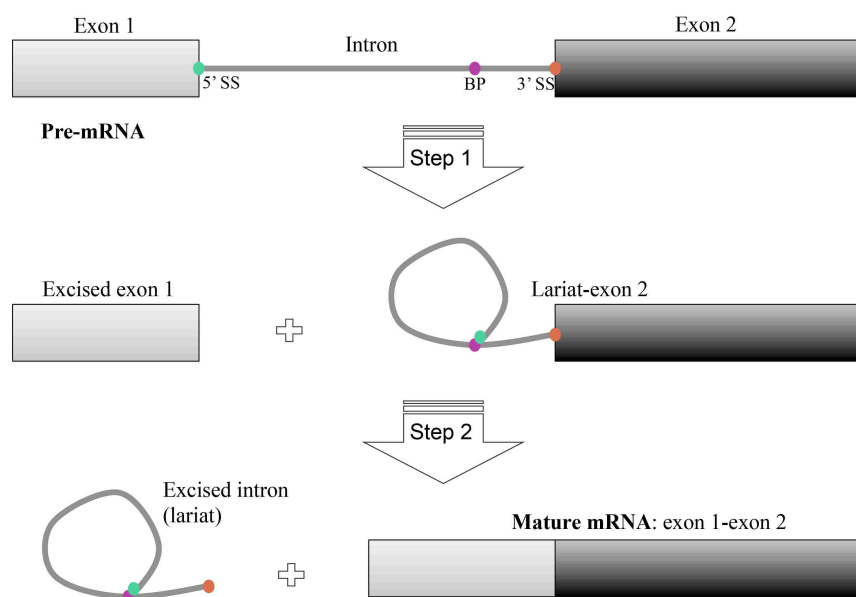 Exon 1
Intron
Exon 2
5’ SS
BP
3’ SS
Pre-mRNA
Step 1
Excised exon 1
Lariat-exon 2
Step 2
Excised intron
(lariat)
Mature mRNA: exon 1-exon 2